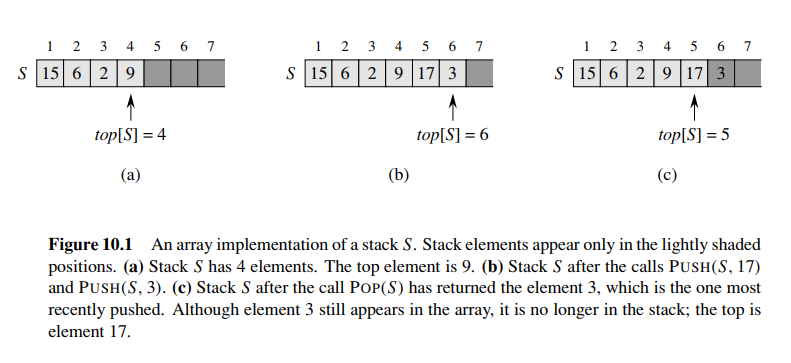 1 2 3 4 5 6 7
S 15 6 2 9
top[S] = 4
(a)
1 2 3 4 5 6 7
S 15 6 2 9 17 3
top[S] = 6
(b)
1 2 3 4 5 6 7
S 15 6 2 9 17 3
top[S] = 5
(c)
Figure 10.1 An array implementation of a stack S. Stack elements appear only in the lightly shaded
positions. (a) Stack S has 4 elements. The top element is 9. (b) Stack S after the calls PUSH(S, 17)
and PUSH(S, 3). (c) Stack S after the call POP(S) has returned the element 3, which is the one most
recently pushed. Although element 3 still appears in the array, it is no longer in the stack; the top is
element 17.